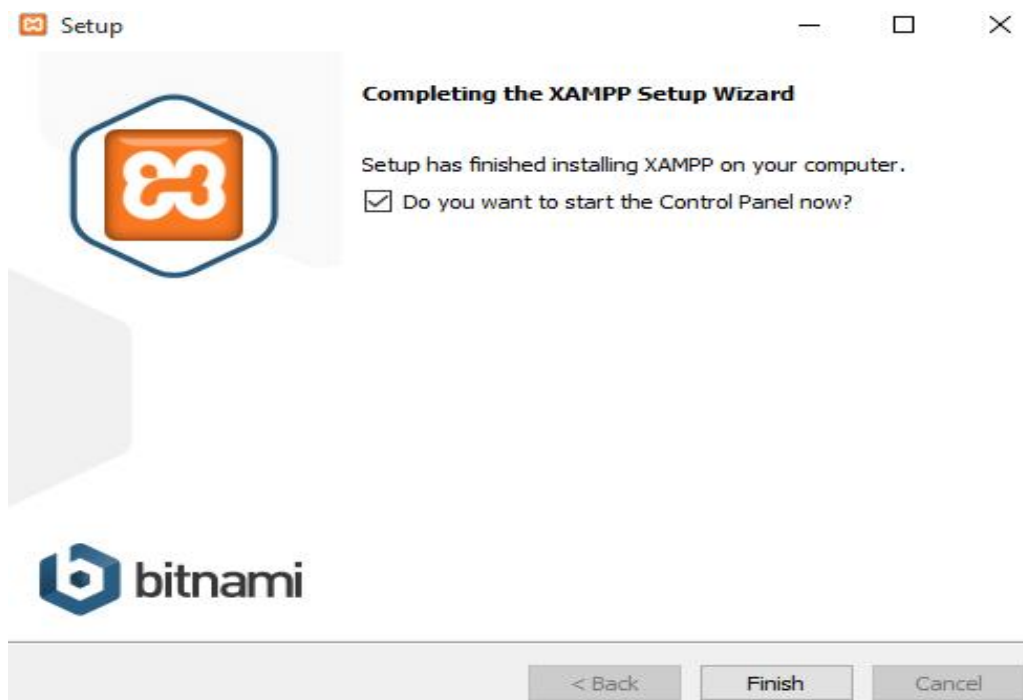 Setup
Completing the XAMPP Setup Wizard
Setup has finished installing XAMPP on your computer.
Do you want to start the Control Panel now?
bitnami
< Back
Finish
Cancel